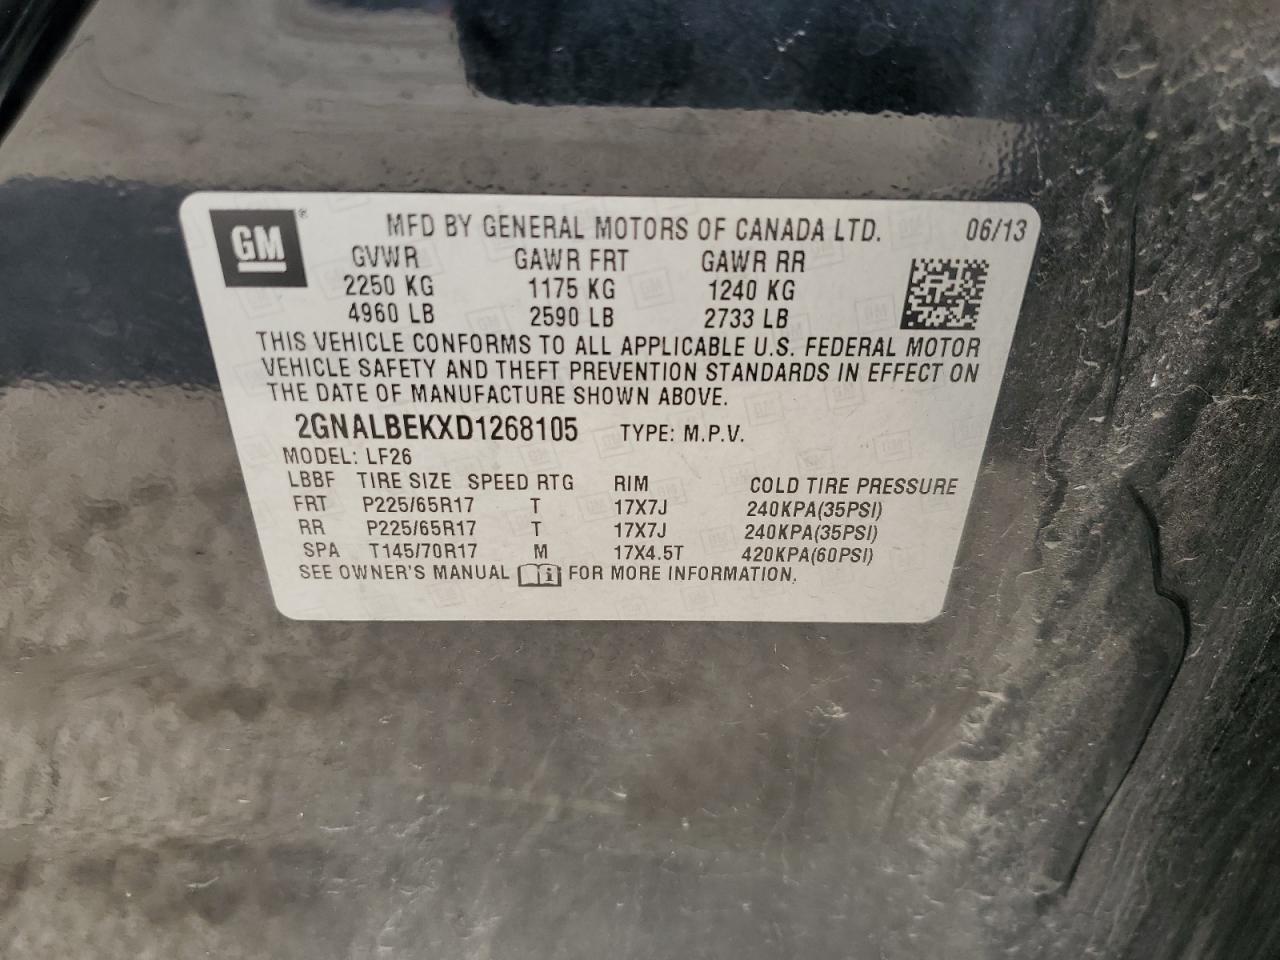 GM ® MFD BY GENERAL MOTORS OF CANADA LTD. 06/13
GVWR GAWR FRT GAWR RR
2250 KG 1175 KG 1240 KG
4960 LB 2590 LB 2733 LB
THIS VEHICLE CONFORMS TO ALL APPLICABLE U.S. FEDERAL MOTOR
VEHICLE SAFETY AND THEFT PREVENTION STANDARDS IN EFFECT ON
THE DATE OF MANUFACTURE SHOWN ABOVE.
2GNALBEKXD1268105 TYPE: M.P.V.
MODEL: LF26
LBBF TIRE SIZE SPEED RTG RIM COLD TIRE PRESSURE
FRT P225/65R17 T 17X7J 240KPA(35PSI)
RR P225/65R17 T 17X7J 240KPA(35PSI)
SPA T145/70R17 M 17X4.5T 420KPA(60PSI)
SEE OWNER'S MANUAL i FOR MORE INFORMATION.